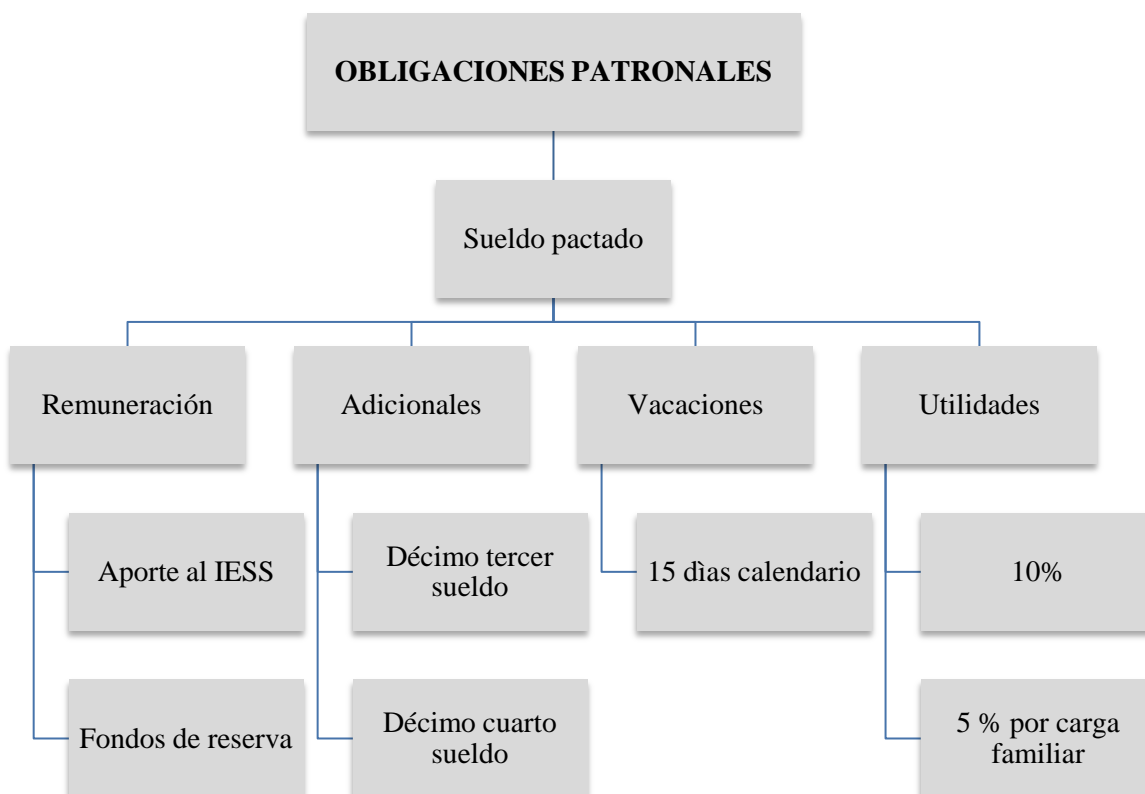 OBLIGACIONES PATRONALES
Sueldo pactado
Remuneración
Adicionales
Vacaciones
Utilidades
Aporte al IESS
Décimo tercer
sueldo
15 dìas calendario
10%
Fondos de reserva
Décimo cuarto
sueldo
5 % por carga
familiar